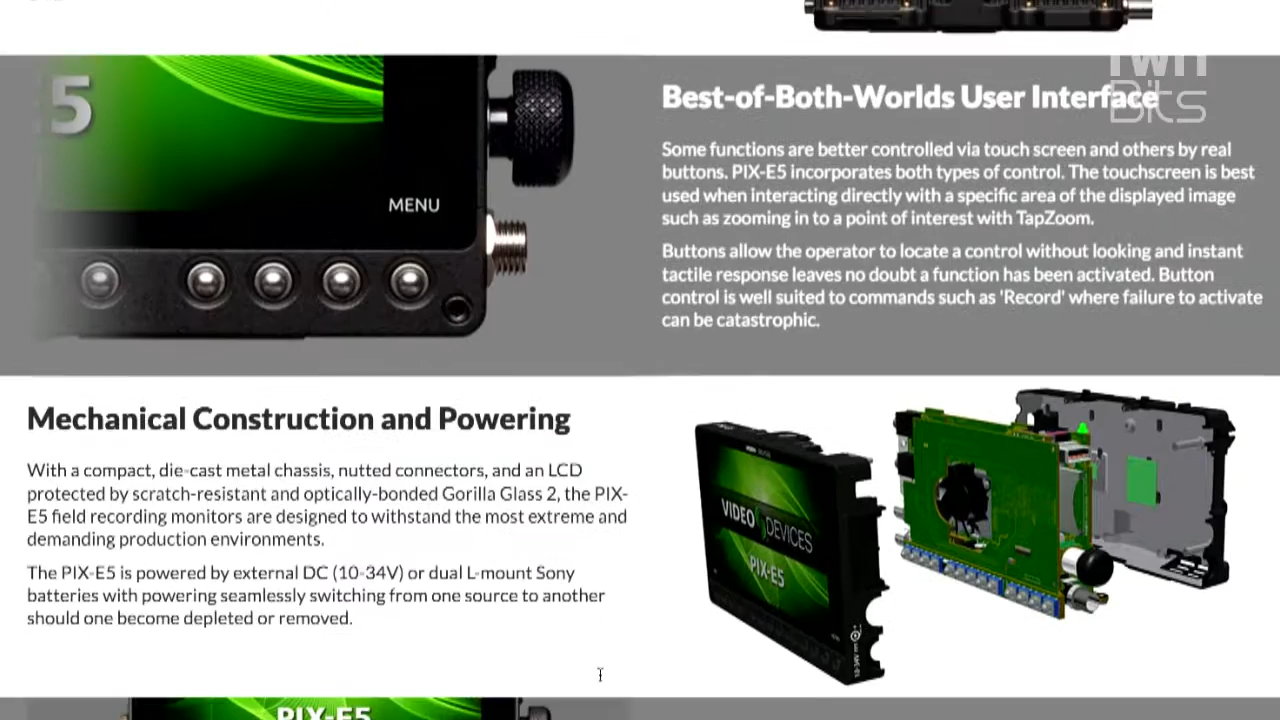 TWiT
Bits
5
MENU
Best-of-Both-Worlds User Interface
Some functions are better controlled via touch screen and others by real
buttons. PIX-E5 incorporates both types of control. The touchscreen is best
used when interacting directly with a specific area of the displayed image
such as zooming in to a point of interest with TapZoom.
Buttons allow the operator to locate a control without looking and instant
tactile response leaves no doubt a function has been activated. Button
control is well suited to commands such as 'Record' where failure to activate
can be catastrophic.
Mechanical Construction and Powering
With a compact, die-cast metal chassis, nutted connectors, and an LCD
protected by scratch-resistant and optically-bonded Gorilla Glass 2, the PIX-
E5 field recording monitors are designed to withstand the most extreme and
demanding production environments.
The PIX-E5 is powered by external DC (10-34V) or dual L-mount Sony
batteries with powering seamlessly switching from one source to another
should one become depleted or removed.
VIDEO DEVICES
PIX-E5
10-34V
PIX-E5